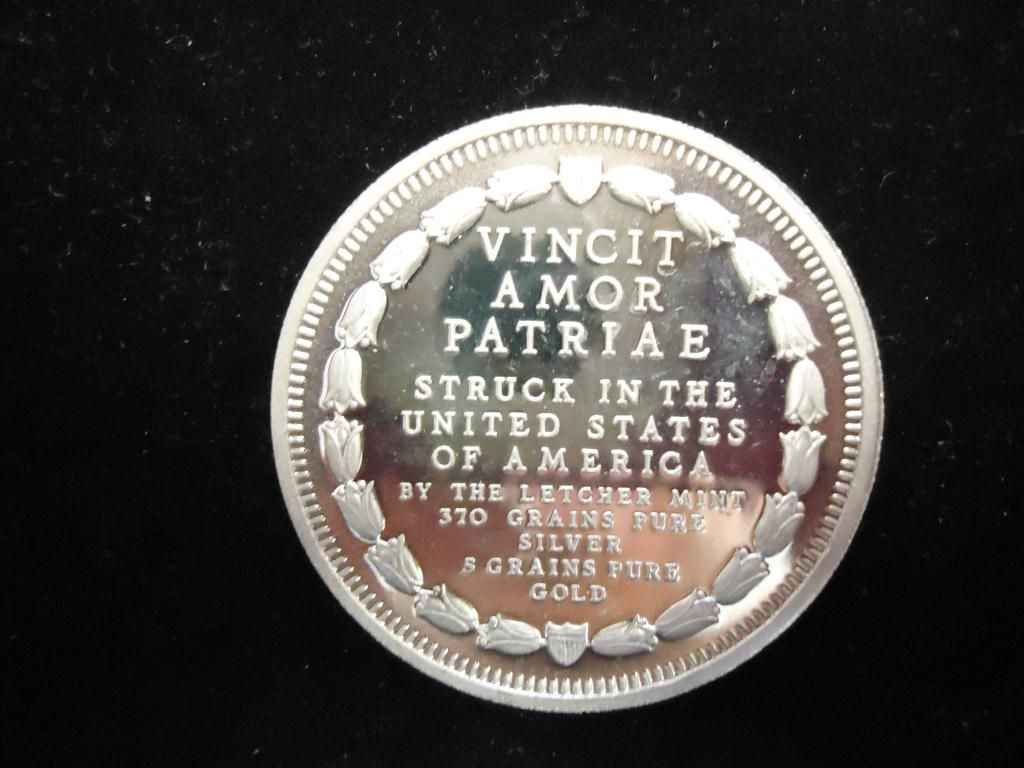 VINCIT
AMOR
PATRIAE
STRUCK IN THE
UNITED STATES
OF AMERICA
BY THE LETCHER MINT
370 GRAINS PURE
SILVER
5 GRAINS PURE
GOLD